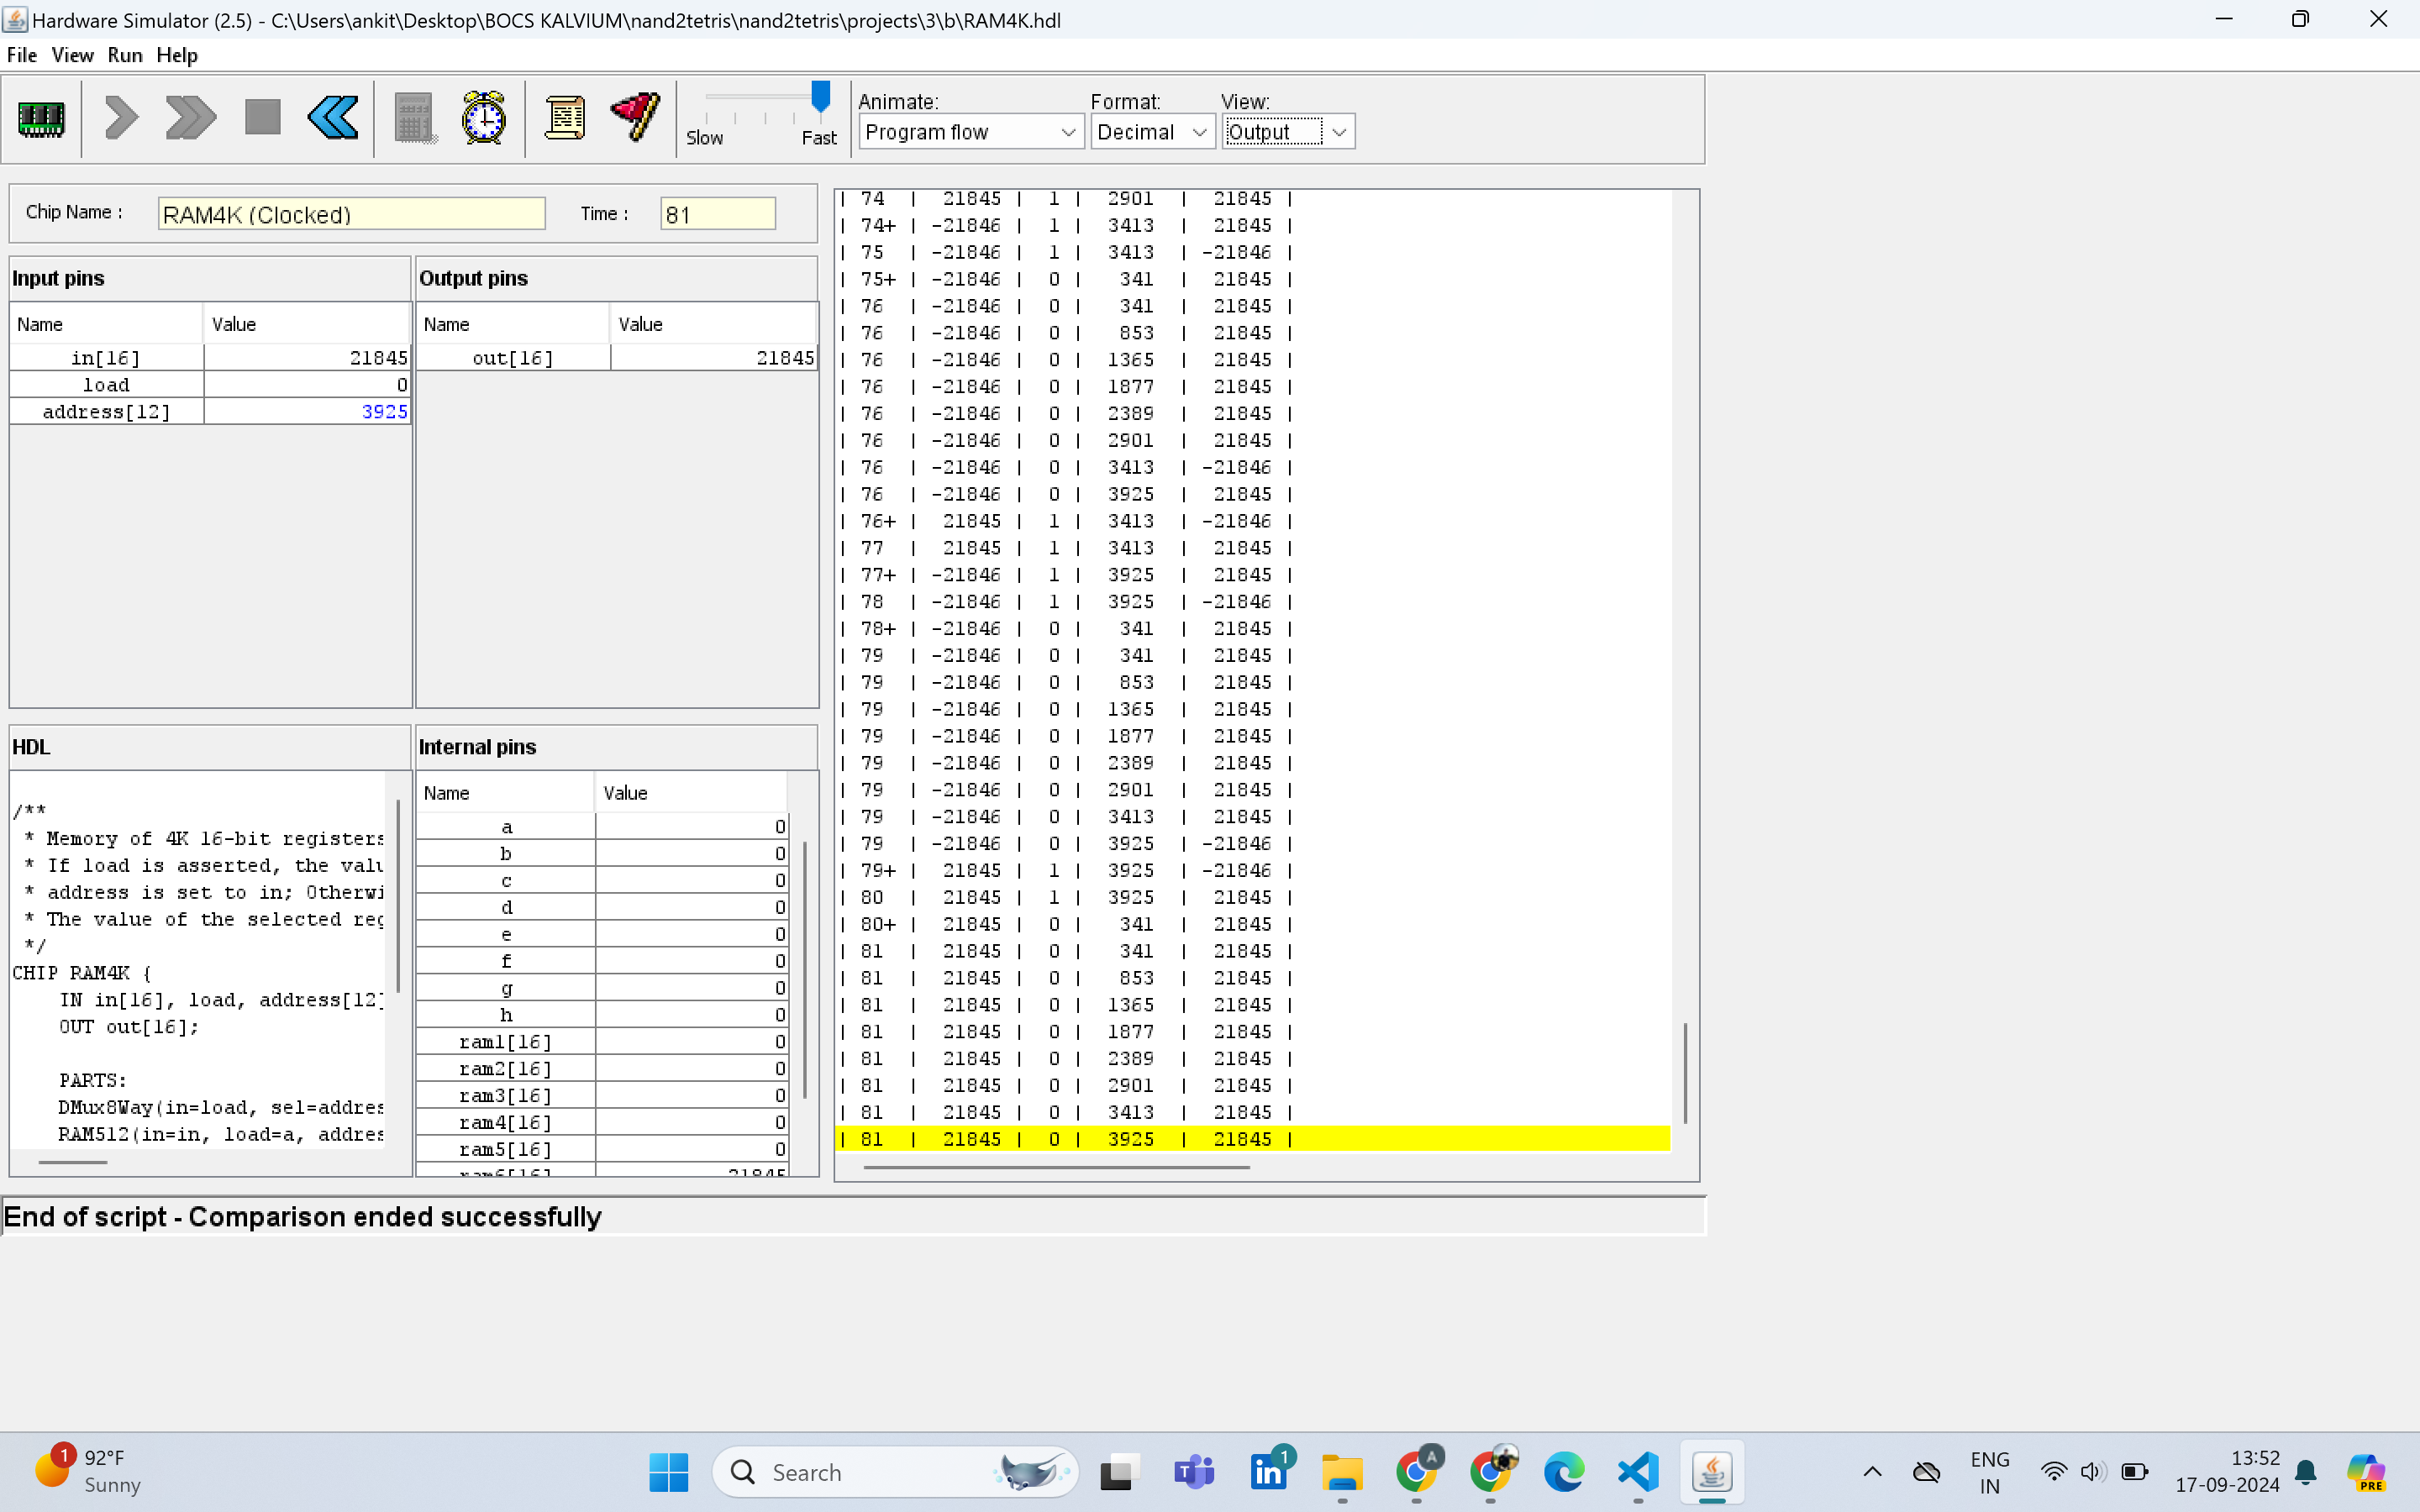 Hardware Simulator (2.5) - C:\Users\ankit\Desktop\BOCS KALVIUM\nand2tetris\nand2tetris\projects\3\b\RAM4K.hdl
File View Run Help
Slow Fast
Animate: Format: View:
Program flow Decimal Output
Chip Name : RAM4K (Clocked) Time : 81
Input pins
Name Value
in[16] 21845
load 0
address[12] 3925
Output pins
Name Value
out[16] 21845
HDL
/**
* Memory of 4K 16-bit registers
* If load is asserted, the valu
* address is set to in; Otherwi
* The value of the selected reg
*/
CHIP RAM4K {
IN in[16], load, address[12]
OUT out[16];
PARTS:
DMux8Way(in=load, sel=addres
RAM512(in=in, load=a, addres
Internal pins
Name Value
a 0
b 0
c 0
d 0
e 0
f 0
g 0
h 0
ram1[16] 0
ram2[16] 0
ram3[16] 0
ram4[16] 0
ram5[16] 0
ram6[16] 21845
| 74 | 21845 | 1 | 2901 | 21845 |
| 74+ | -21846 | 1 | 3413 | 21845 |
| 75 | -21846 | 1 | 3413 | -21846 |
| 75+ | -21846 | 0 | 341 | 21845 |
| 76 | -21846 | 0 | 341 | 21845 |
| 76 | -21846 | 0 | 853 | 21845 |
| 76 | -21846 | 0 | 1365 | 21845 |
| 76 | -21846 | 0 | 1877 | 21845 |
| 76 | -21846 | 0 | 2389 | 21845 |
| 76 | -21846 | 0 | 2901 | 21845 |
| 76 | -21846 | 0 | 3413 | -21846 |
| 76 | -21846 | 0 | 3925 | 21845 |
| 76+ | 21845 | 1 | 3413 | -21846 |
| 77 | 21845 | 1 | 3413 | 21845 |
| 77+ | -21846 | 1 | 3925 | 21845 |
| 78 | -21846 | 1 | 3925 | -21846 |
| 78+ | -21846 | 0 | 341 | 21845 |
| 79 | -21846 | 0 | 341 | 21845 |
| 79 | -21846 | 0 | 853 | 21845 |
| 79 | -21846 | 0 | 1365 | 21845 |
| 79 | -21846 | 0 | 1877 | 21845 |
| 79 | -21846 | 0 | 2389 | 21845 |
| 79 | -21846 | 0 | 2901 | 21845 |
| 79 | -21846 | 0 | 3413 | 21845 |
| 79 | -21846 | 0 | 3925 | -21846 |
| 79+ | 21845 | 1 | 3925 | -21846 |
| 80 | 21845 | 1 | 3925 | 21845 |
| 80+ | 21845 | 0 | 341 | 21845 |
| 81 | 21845 | 0 | 341 | 21845 |
| 81 | 21845 | 0 | 853 | 21845 |
| 81 | 21845 | 0 | 1365 | 21845 |
| 81 | 21845 | 0 | 1877 | 21845 |
| 81 | 21845 | 0 | 2389 | 21845 |
| 81 | 21845 | 0 | 2901 | 21845 |
| 81 | 21845 | 0 | 3413 | 21845 |
| 81 | 21845 | 0 | 3925 | 21845 |
End of script - Comparison ended successfully
1
92°F
Sunny
Search
T
in
1
A
ENG
IN
13:52
17-09-2024
PRE